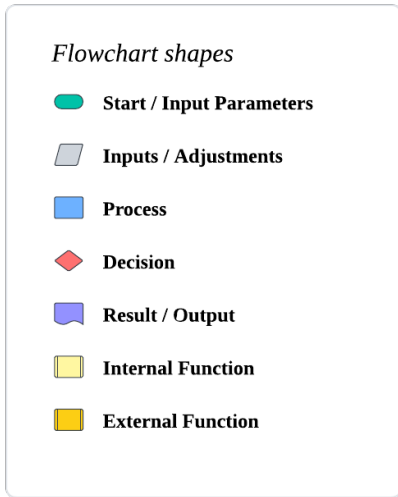 Flowchart shapes
Start / Input Parameters
Inputs / Adjustments
Process
Decision
Result / Output
Internal Function
External Function